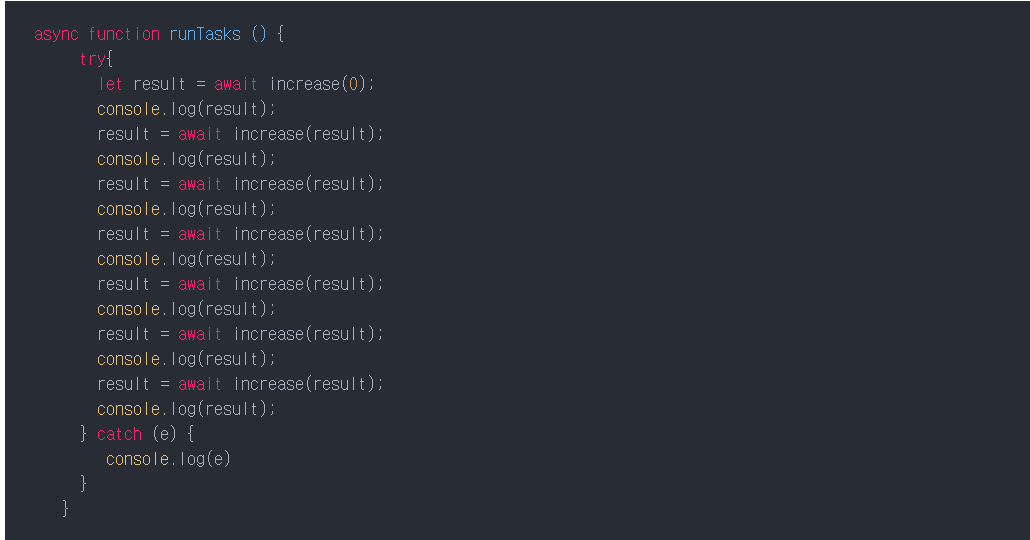 async function runTasks () {
try{
let result = await increase(0);
console.log(result);
result = await increase(result);
console.log(result);
result = await increase(result);
console.log(result);
result = await increase(result);
console.log(result);
result = await increase(result);
console.log(result);
result = await increase(result);
console.log(result);
result = await increase(result);
console.log(result);
} catch (e) {
console.log(e)
}
}